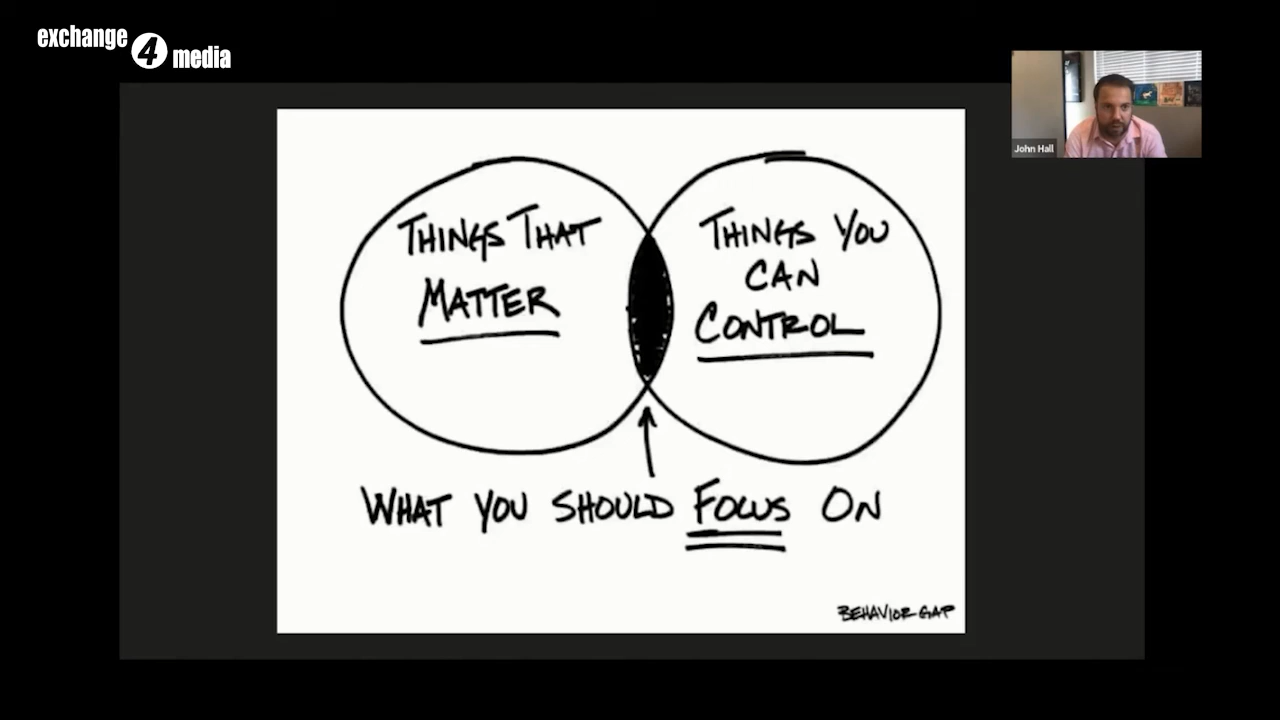 exchange
4
media
John Hall
THINGS THAT
MATTER
THINGS YOU
CAN
CONTROL
WHAT YOU SHOULD FOCUS ON
BEHAVIOR GAP